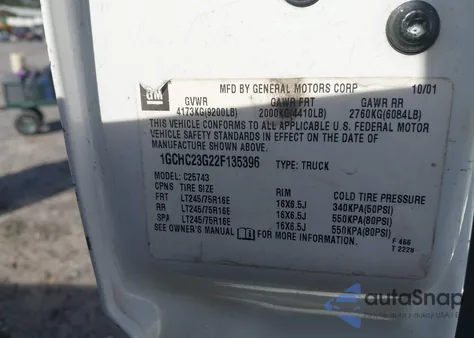 GM
MFD BY GENERAL MOTORS CORP 10/01
GVWR GAWR FRT GAWR RR
4173KG(9200LB) 2000KG(4410LB) 2760KG(6084LB)
THIS VEHICLE CONFORMS TO ALL APPLICABLE U.S. FEDERAL MOTOR
VEHICLE SAFETY STANDARDS IN EFFECT ON THE DATE OF
MANUFACTURE SHOWN ABOVE.
1GCHC23G22F135396 TYPE: TRUCK
MODEL: C25743
CPNS TIRE SIZE RIM COLD TIRE PRESSURE
FRT LT245/75R16E 16X6.5J 340KPA(50PSI)
RR LT245/75R16E 16X6.5J 550KPA(80PSI)
SPA LT245/75R16E 16X6.5J 550KPA(80PSI)
SEE OWNER'S MANUAL FOR MORE INFORMATION.
F 466
T 2229
autoSnap